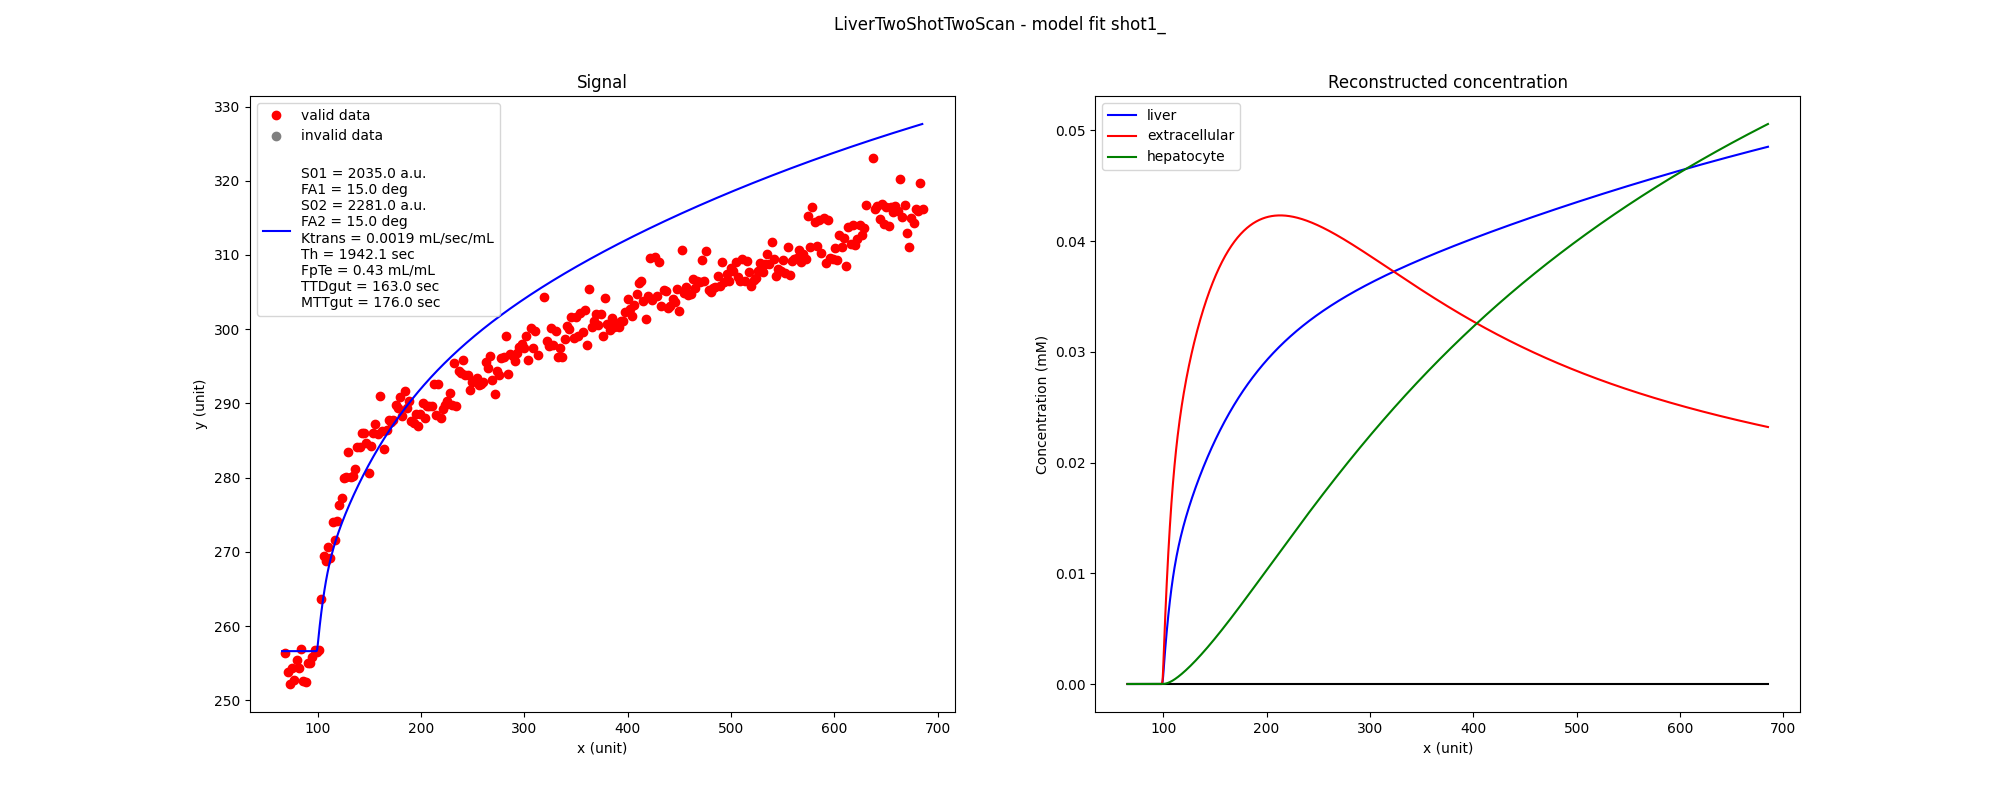 LiverTwoShotTwoScan - model fit shot1_
Signal
330
320
310
300
290
280
270
260
250
y (unit)
100
200
300
400
500
600
700
x (unit)
valid data
invalid data
S01 = 2035.0 a.u.
FA1 = 15.0 deg
S02 = 2281.0 a.u.
FA2 = 15.0 deg
Ktrans = 0.0019 mL/sec/mL
Th = 1942.1 sec
FpTe = 0.43 mL/mL
TTDgut = 163.0 sec
MTTgut = 176.0 sec
Reconstructed concentration
0.05
0.04
0.03
0.02
0.01
0.00
Concentration (mM)
100
200
300
400
500
600
700
x (unit)
liver
extracellular
hepatocyte